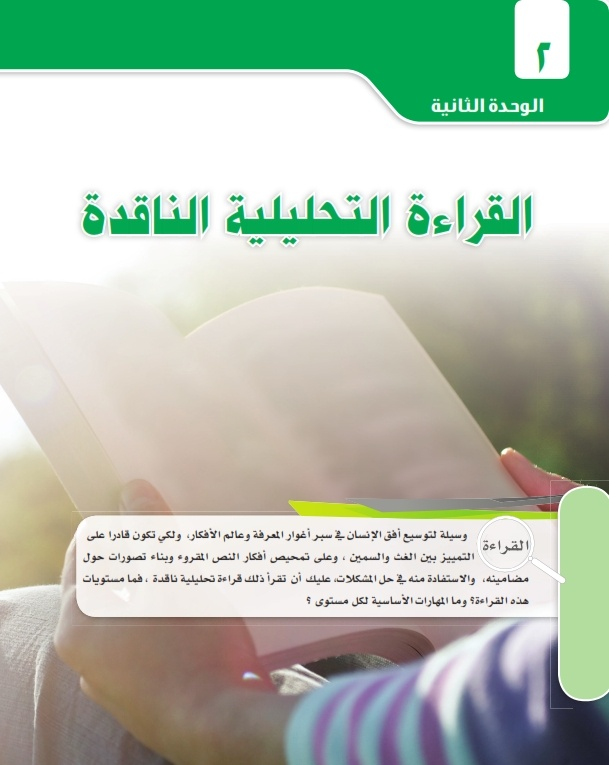 ٢
الوحدة الثانية
القراءة التحليلية الناقدة
القراءة وسيلة لتوسيع أفق الإنسان في سبر أغوار المعرفة وعالم الأفكار، ولكي تكون قادرا على
التمييز بين الغث والسمين ، وعلى تمحيص أفكار النص المقروء وبناء تصورات حول
مضامينه، والاستفادة منه في حل المشكلات، عليك أن تقرأ ذلك قراءة تحليلية ناقدة ، فما مستويات
هذه القراءة؟ وما المهارات الأساسية لكل مستوى ؟